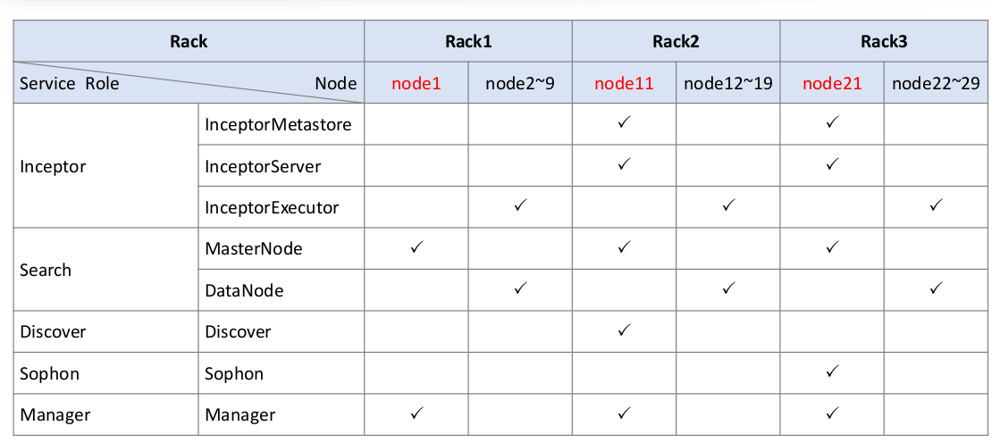 Rack Rack1 Rack2 Rack3
Service Role Node node1 node2~9 node11 node12~19 node21 node22~29
InceptorMetastore ✓ ✓
Inceptor InceptorServer ✓ ✓
InceptorExecutor ✓ ✓ ✓
MasterNode ✓ ✓ ✓
Search
DataNode ✓ ✓ ✓
Discover Discover ✓
Sophon Sophon ✓
Manager Manager ✓ ✓ ✓